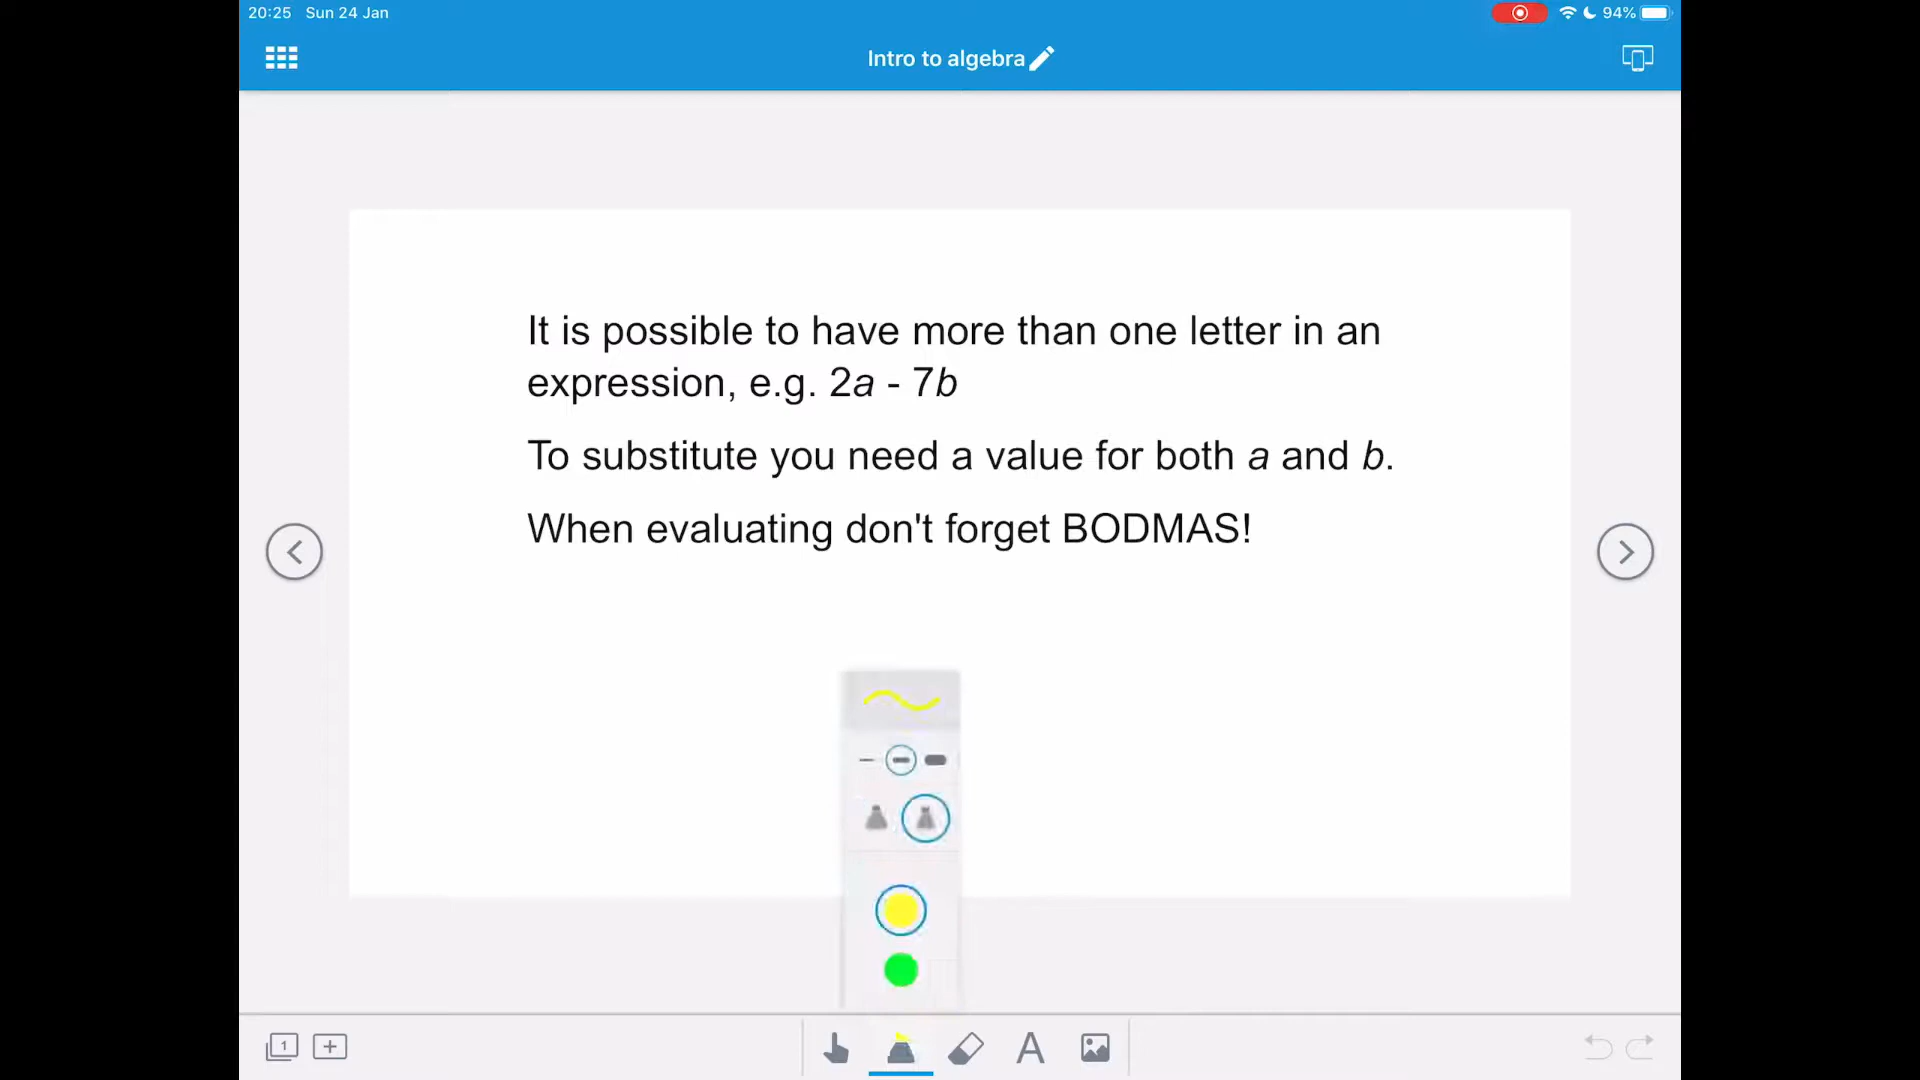 20:25 Sun 24 Jan
94%
Intro to algebra
It is possible to have more than one letter in an
expression, e.g. 2a - 7b
To substitute you need a value for both a and b.
When evaluating don't forget BODMAS!
1
A